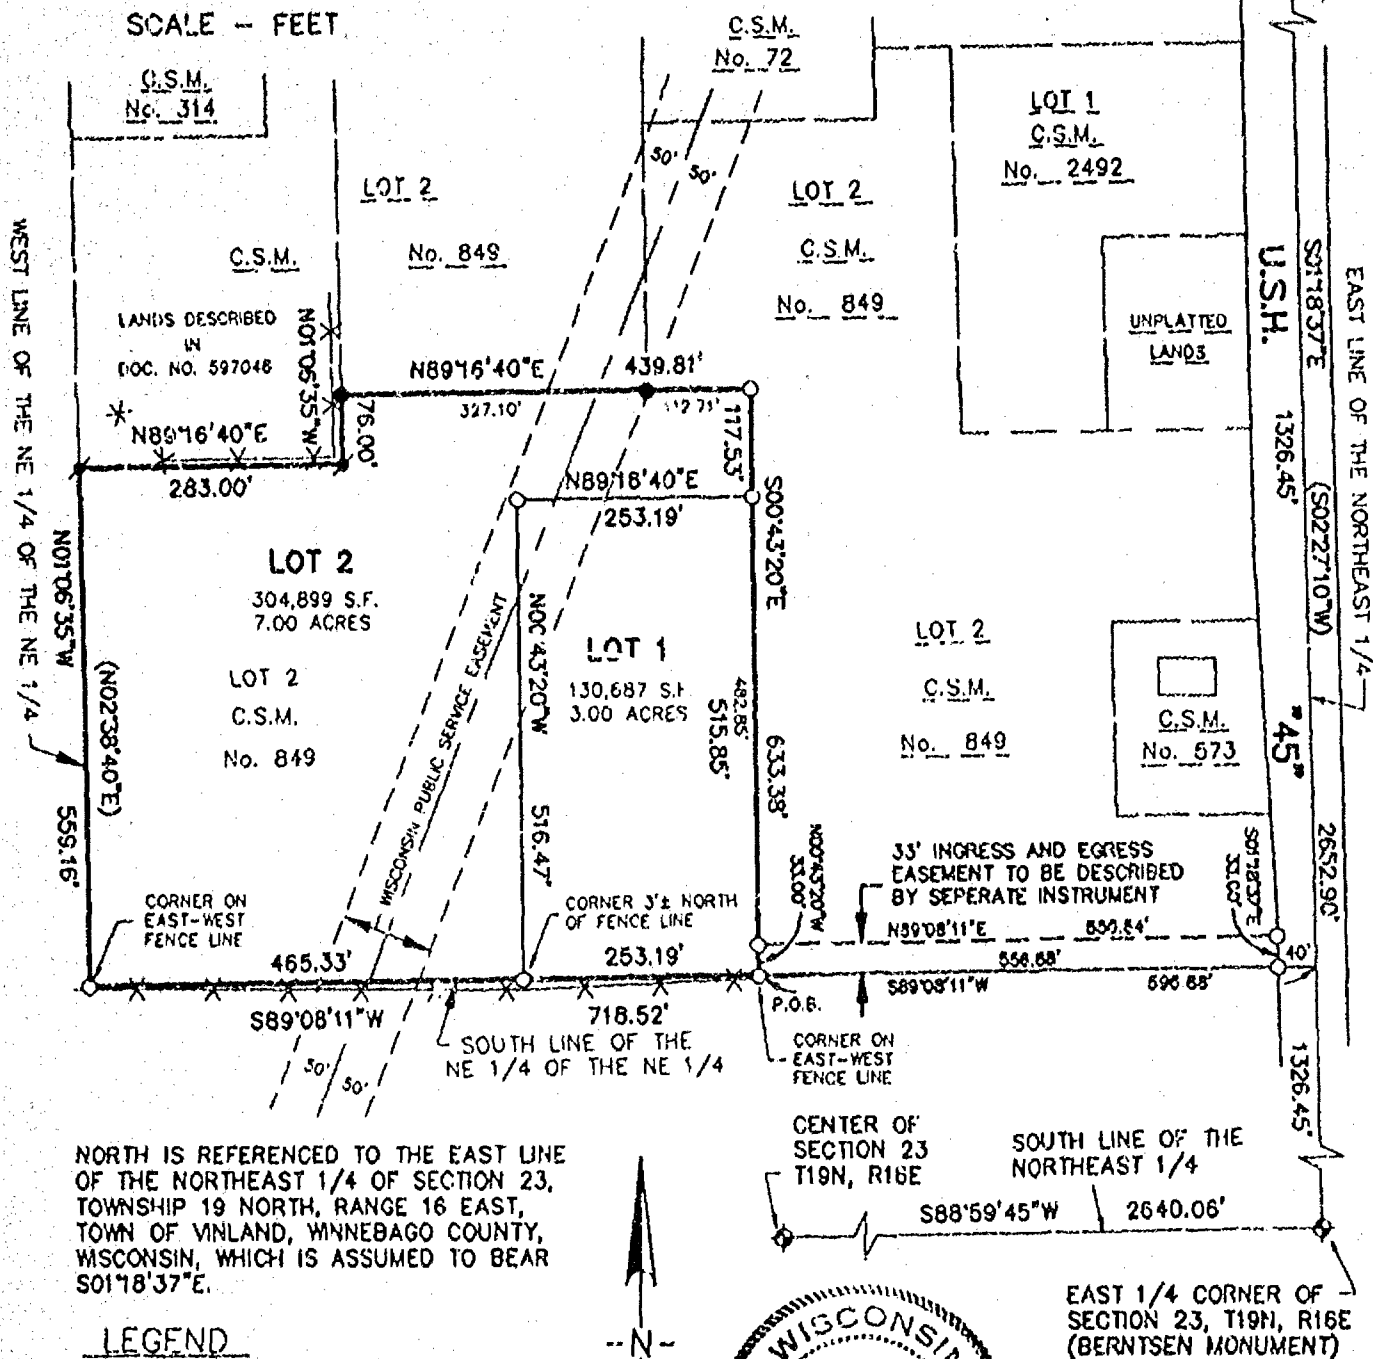 SCALE - FEET
C.S.M.
No. 314
C.S.M.
No. 72
LOT 1
C.S.M.
No. 2492
50'
50'
LOT 2
No. 849
C.S.M.
LOT 2
C.S.M.
No. 849
UNPLATTED
LANDS
U.S.H.
"45"
S01°18'37"E
(S02°27'10"W)
1326.45'
2652.90'
EAST LINE OF THE NORTHEAST 1/4
WEST LINE OF THE NE 1/4 OF THE NE 1/4
LANDS DESCRIBED
IN
DOC. NO. 597046
N01°06'35"W
76.00'
N89°16'40"E
439.81'
327.10'
112.71'
117.53'
N89°16'40"E
283.00'
N89°16'40"E
253.19'
S00°43'20"E
633.38'
N01°06'35"W
(N02°38'40"E)
559.16'
LOT 2
304,899 S.F.
7.00 ACRES
LOT 2
C.S.M.
No. 849
WISCONSIN PUBLIC SERVICE EASEMENT
N00°43'20"W
516.47'
LOT 1
130,687 S.F.
3.00 ACRES
482.85'
515.85'
LOT 2
C.S.M.
No. 849
C.S.M.
No. 573
N00°43'20"W
33.00'
33' INGRESS AND EGRESS
EASEMENT TO BE DESCRIBED
BY SEPERATE INSTRUMENT
S01°18'37"E
33.00'
N89°08'11"E
556.68'
S89°08'11"W
596.68'
40'
P.O.B.
CORNER ON
EAST-WEST
FENCE LINE
CORNER 3'± NORTH
OF FENCE LINE
465.33'
253.19'
S89°08'11"W
718.52'
SOUTH LINE OF THE
NE 1/4 OF THE NE 1/4
CORNER ON
EAST-WEST
FENCE LINE
50'
50'
1326.45'
CENTER OF
SECTION 23
T19N, R16E
SOUTH LINE OF THE
NORTHEAST 1/4
S88°59'45"W
2640.06'
EAST 1/4 CORNER OF
SECTION 23, T19N, R16E
(BERNTSEN MONUMENT)
NORTH IS REFERENCED TO THE EAST LINE
OF THE NORTHEAST 1/4 OF SECTION 23,
TOWNSHIP 19 NORTH, RANGE 16 EAST,
TOWN OF VINLAND, WINNEBAGO COUNTY,
WISCONSIN, WHICH IS ASSUMED TO BEAR
S01°18'37"E.
LEGEND
-N-
WISCONSIN